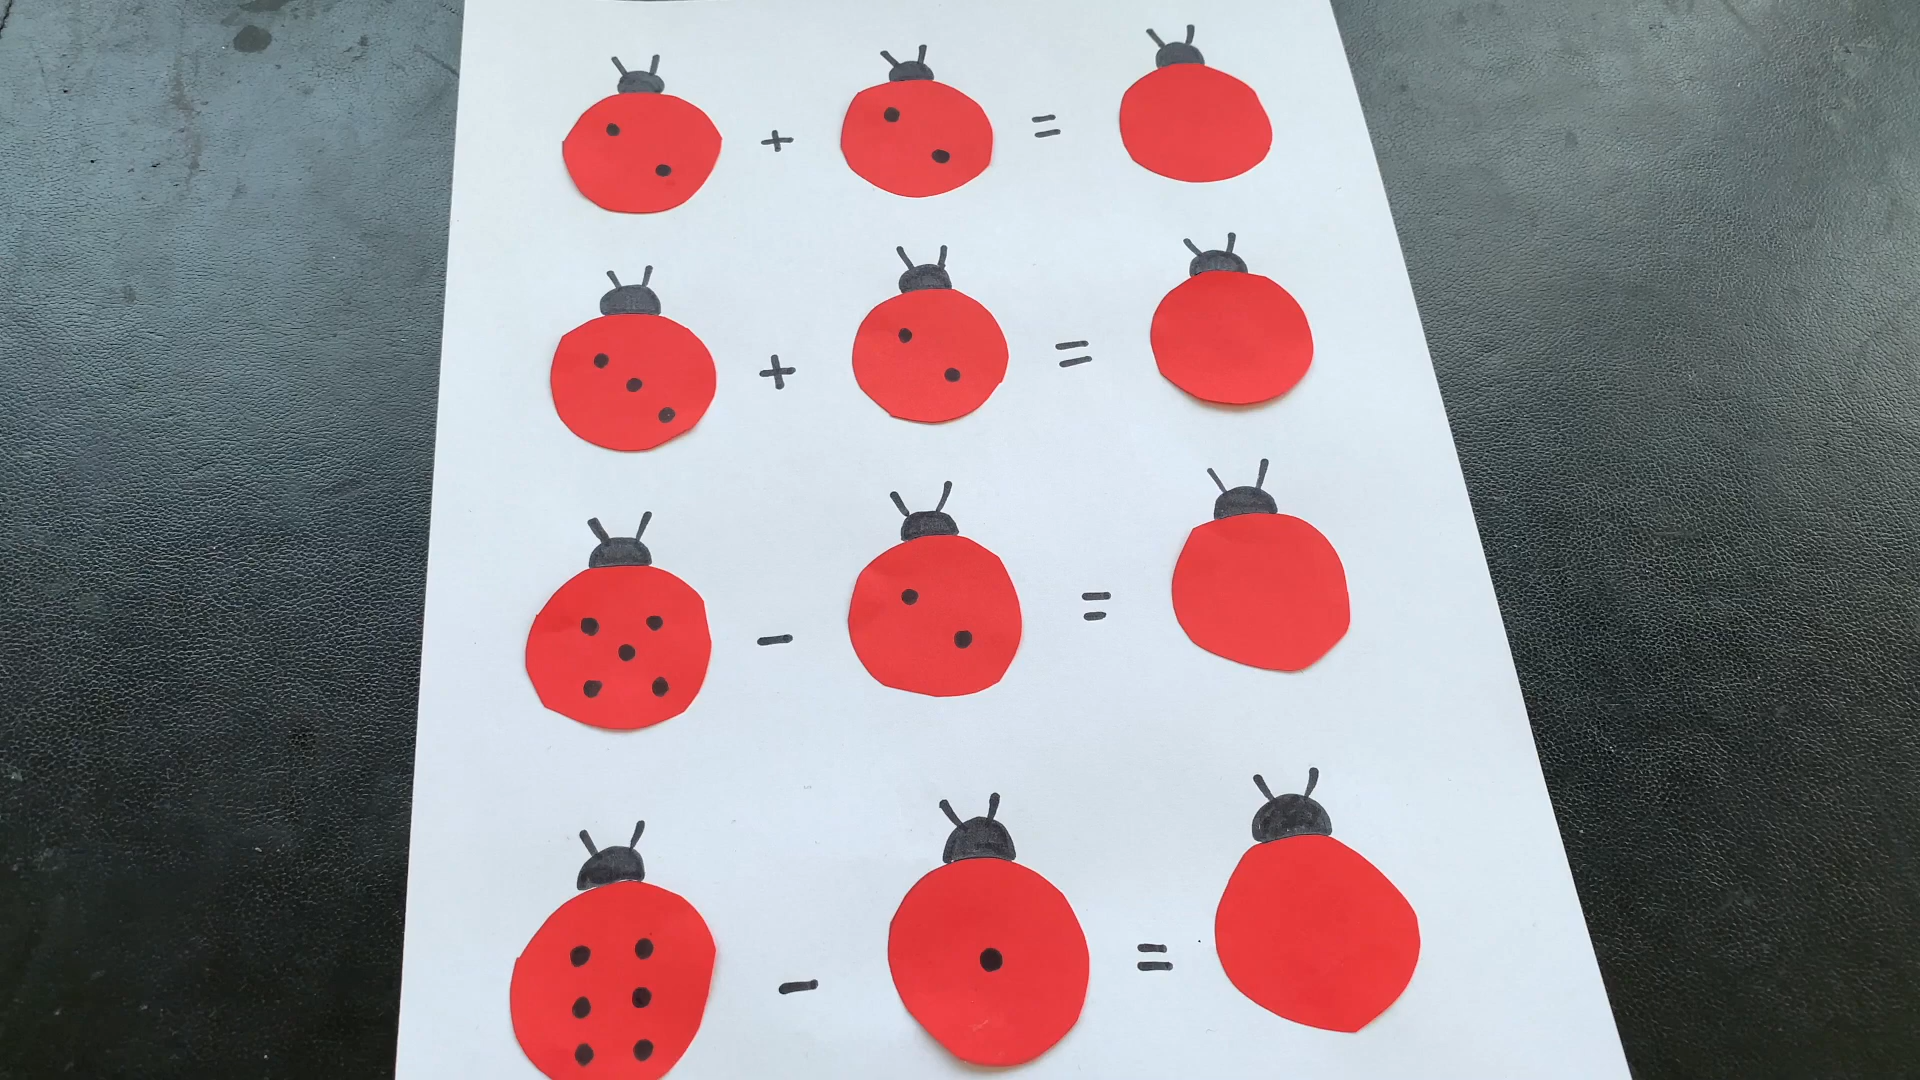 + =
+ =
- =
- =